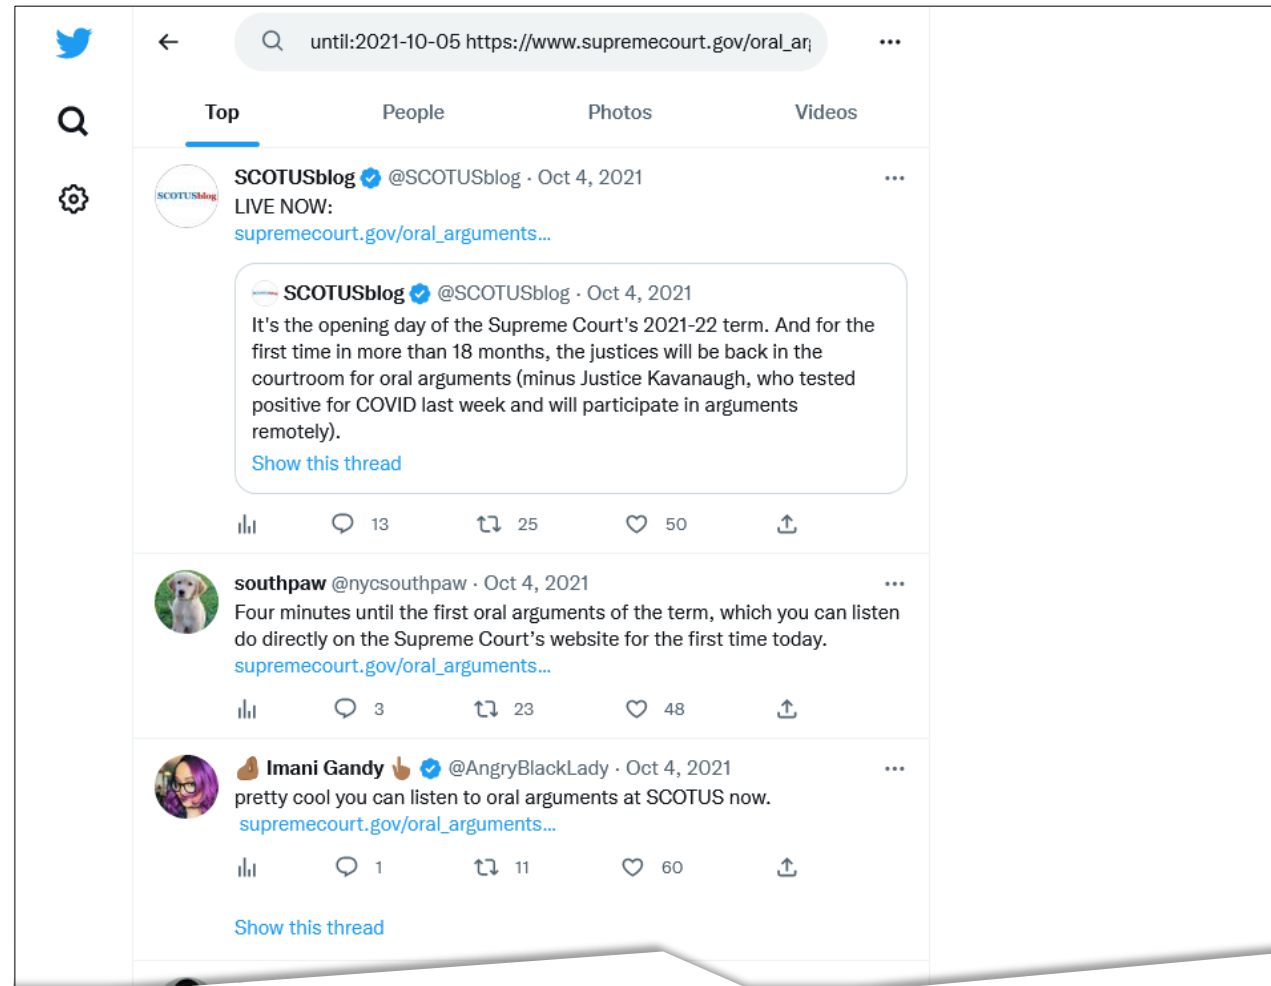 until:2021-10-05 https://www.supremecourt.gov/oral_ar
Top People Photos Videos
SCOTUSblog
SCOTUSblog @SCOTUSblog · Oct 4, 2021
LIVE NOW:
supremecourt.gov/oral_arguments...
SCOTUSblog @SCOTUSblog · Oct 4, 2021
It's the opening day of the Supreme Court's 2021-22 term. And for the
first time in more than 18 months, the justices will be back in the
courtroom for oral arguments (minus Justice Kavanaugh, who tested
positive for COVID last week and will participate in arguments
remotely).
Show this thread
13 25 50
southpaw @nycsouthpaw · Oct 4, 2021
Four minutes until the first oral arguments of the term, which you can listen
do directly on the Supreme Court’s website for the first time today.
supremecourt.gov/oral_arguments...
3 23 48
Imani Gandy @AngryBlackLady · Oct 4, 2021
pretty cool you can listen to oral arguments at SCOTUS now.
supremecourt.gov/oral_arguments...
1 11 60
Show this thread